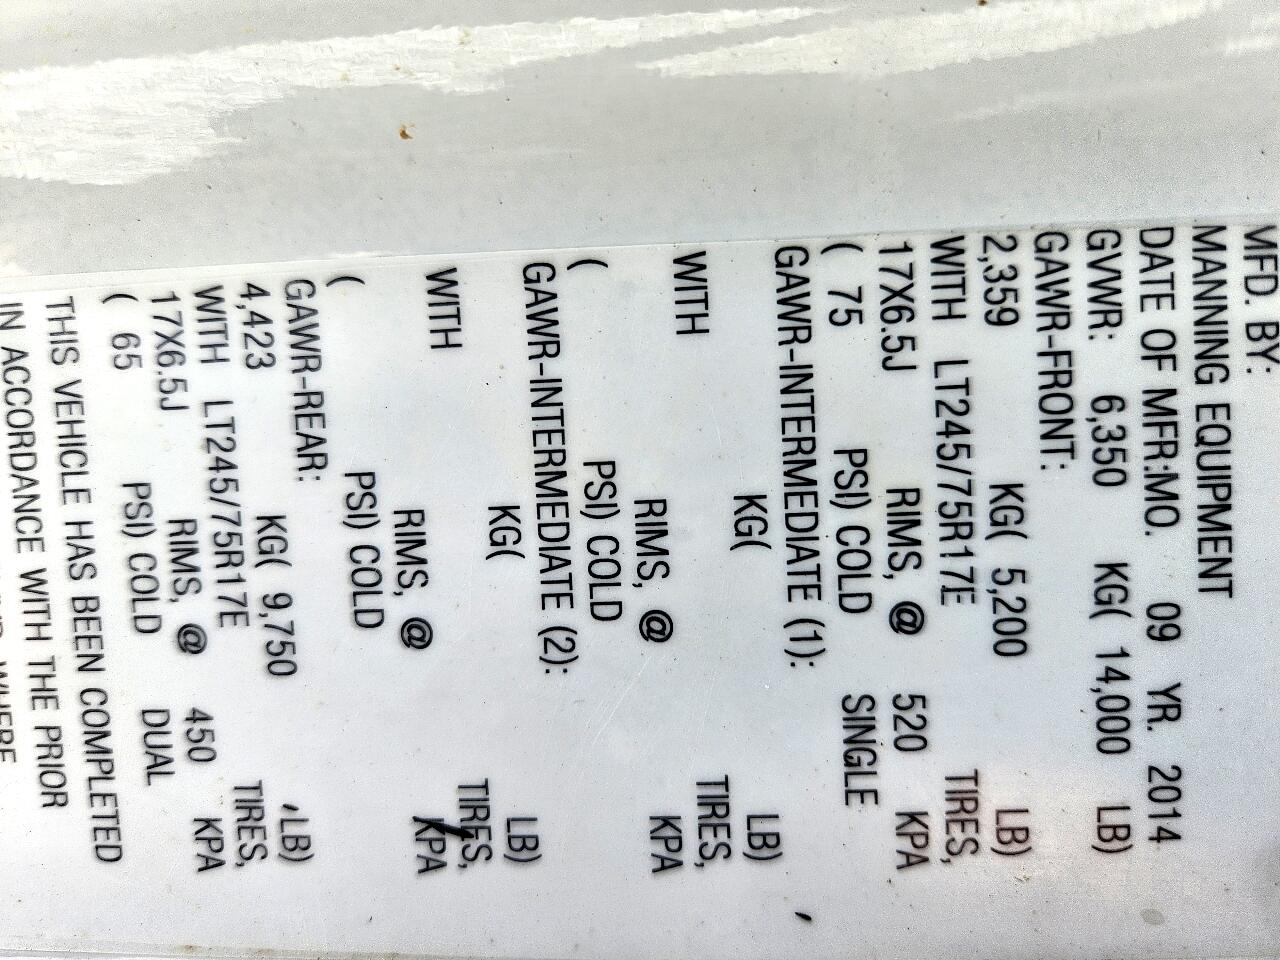 MFD. BY:
MANNING EQUIPMENT
DATE OF MFR:MO. 09 YR. 2014
GVWR: 6,350 KG( 14,000 LB)
GAWR-FRONT:
2,359 KG( 5,200 LB)
WITH LT245/75R17E TIRES,
17X6.5J RIMS, @ 520 KPA
( 75 PSI) COLD SINGLE
GAWR-INTERMEDIATE (1):
KG( LB)
WITH TIRES,
RIMS, @ KPA
( PSI) COLD
GAWR-INTERMEDIATE (2):
KG( LB)
WITH TIRES,
RIMS, @ KPA
( PSI) COLD
GAWR-REAR:
4,423 KG( 9,750 LB)
WITH LT245/75R17E TIRES,
17X6.5J RIMS, @ 450 KPA
( 65 PSI) COLD DUAL
THIS VEHICLE HAS BEEN COMPLETED
IN ACCORDANCE WITH THE PRIOR
WHERE